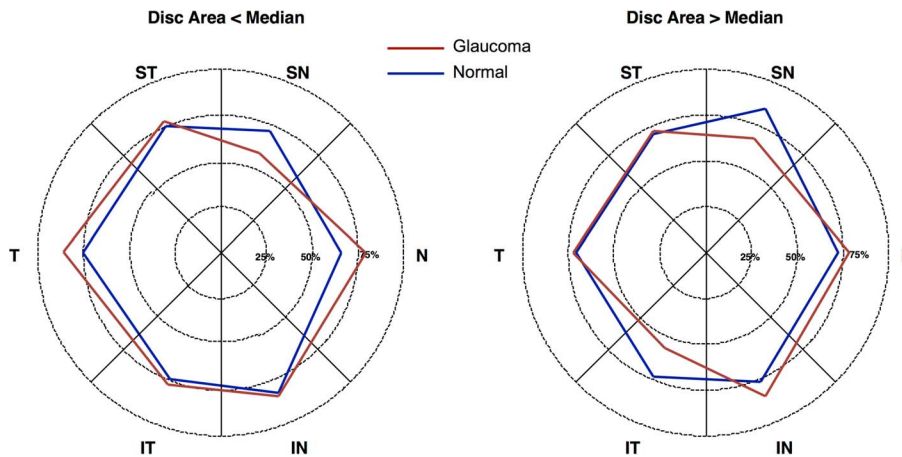 Disc Area < Median
Disc Area > Median
Glaucoma
Normal
ST
SN
ST
SN
T
25%
50%
75%
N
T
25%
50%
75%
IT
IN
IT
IN